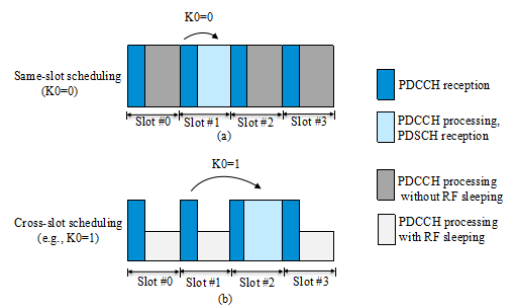 K0=0
Same-slot scheduling
(K0=0)
Slot #0 Slot #1 Slot #2 Slot #3
(a)
K0=1
Cross-slot scheduling
(e.g., K0=1)
Slot #0 Slot #1 Slot #2 Slot #3
(b)
PDCCH reception
PDCCH processing,
PDSCH reception
PDCCH processing
without RF sleeping
PDCCH processing
with RF sleeping